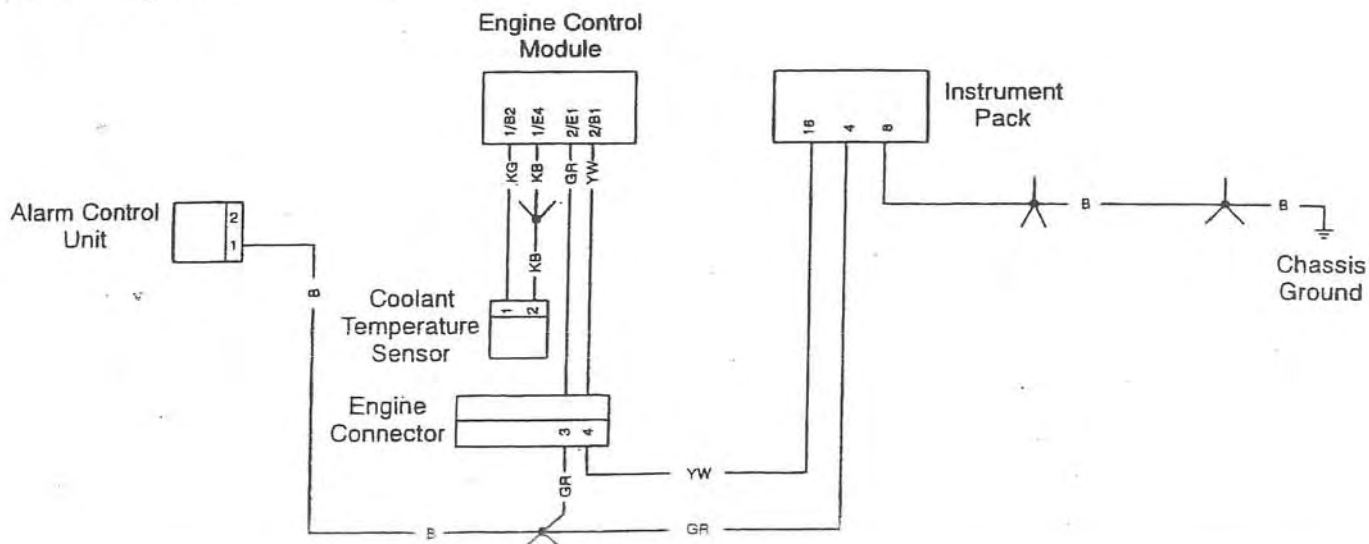 Engine Control
Module
1/B2
1/E4
2/E1
2/B1
KG
KB
GR
YW
Instrument
Pack
16
4
8
Alarm Control
Unit
2
1
B
KB
B
B
Chassis
Ground
Coolant
Temperature
Sensor
1
2
Engine
Connector
3
4
GR
YW
B
GR